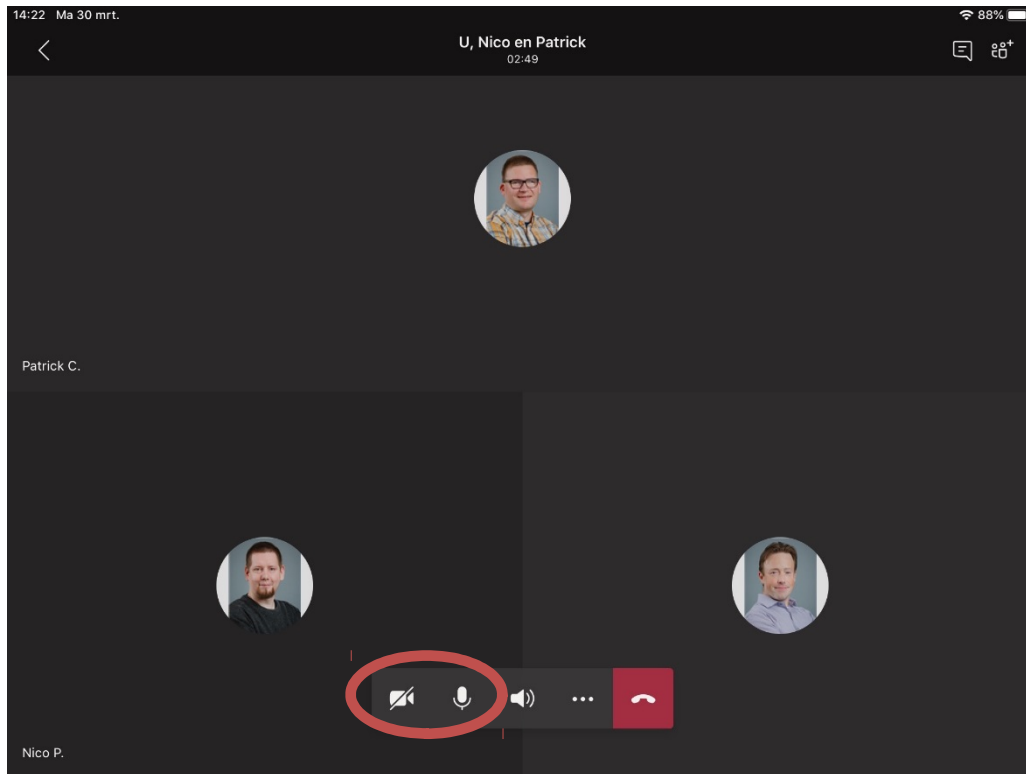 14:22 Ma 30 mrt.
88%
U, Nico en Patrick
02:49
Patrick C.
Nico P.